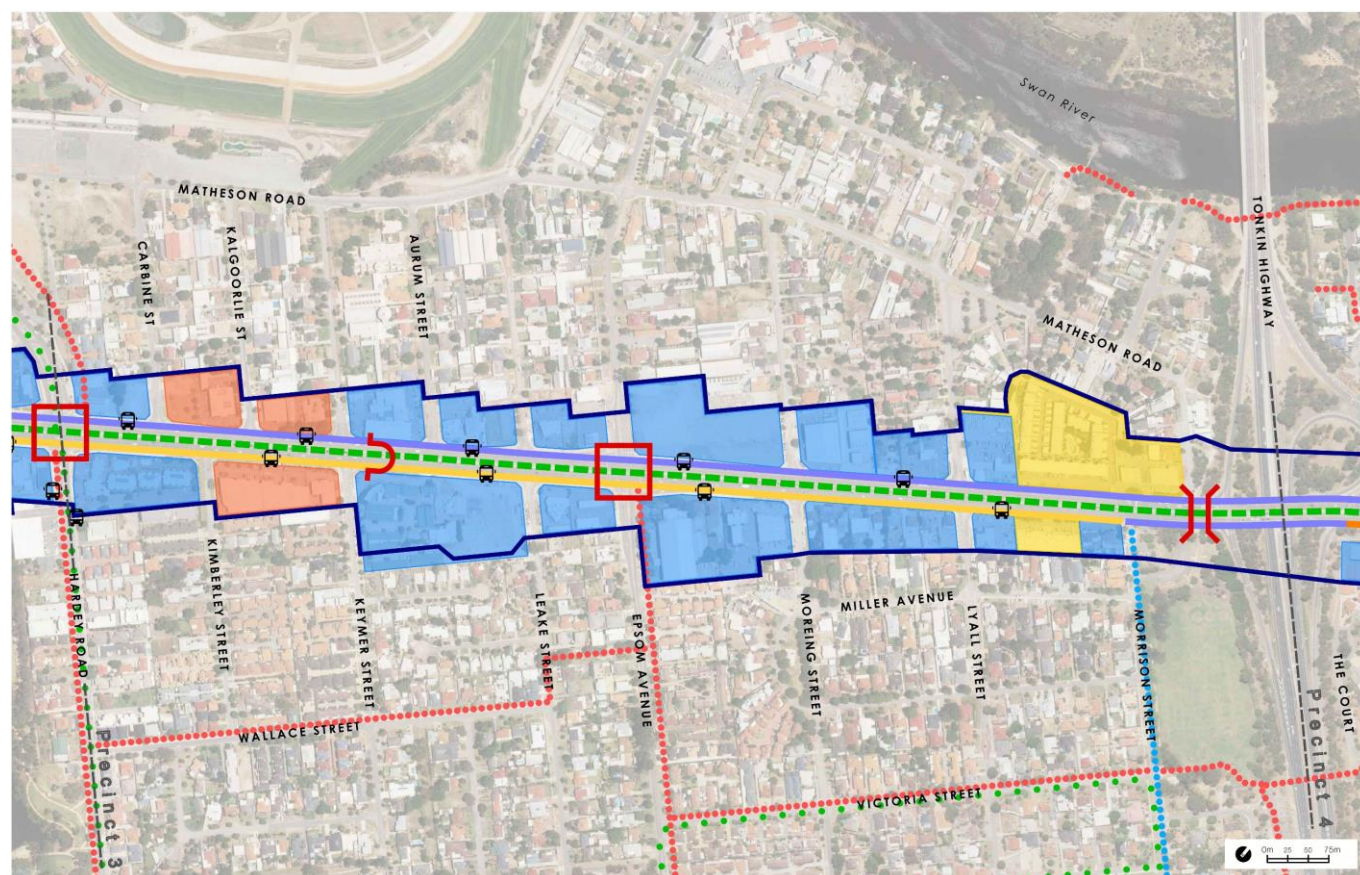 Swan River
MATHESON ROAD
CARBINE ST
KALGOORLIE ST
AURUM STREET
TONKIN HIGHWAY
MATHESON ROAD
HARDEY ROAD
KIMBERLEY STREET
KEYMER STREET
LEAKE STREET
EPSOM AVENUE
MOREING STREET
MILLER AVENUE
LYALL STREET
MORRISON STREET
THE COURT
WALLACE STREET
VICTORIA STREET
Precinct 3
Precinct 4
0m 25 50 75m